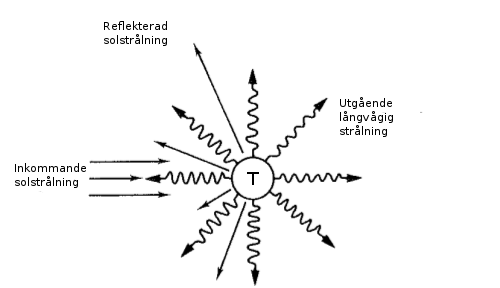 Reflekterad
solstrålning
Utgående
långvågig
strålning
Inkommande
solstrålning
T